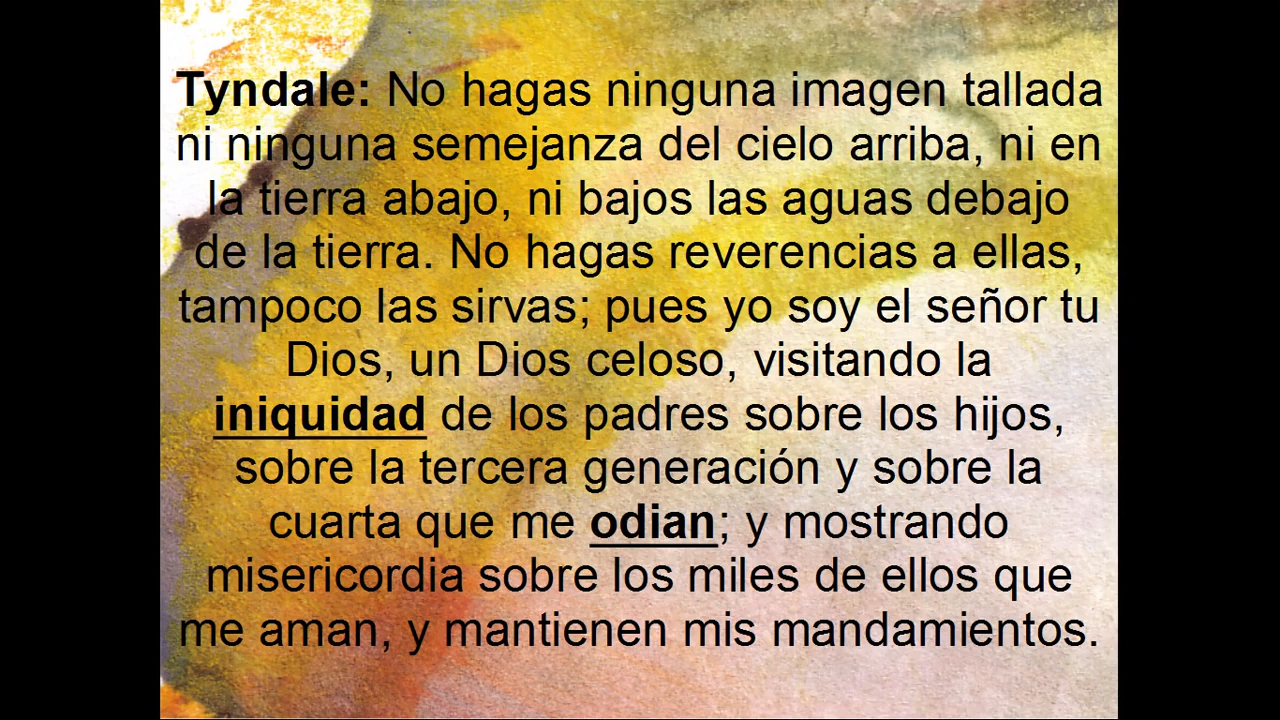 Tyndale: No hagas ninguna imagen tallada
ni ninguna semejanza del cielo arriba, ni en
la tierra abajo, ni bajos las aguas debajo
de la tierra. No hagas reverencias a ellas,
tampoco las sirvas; pues yo soy el señor tu
Dios, un Dios celoso, visitando la
iniquidad de los padres sobre los hijos,
sobre la tercera generación y sobre la
cuarta que me odian; y mostrando
misericordia sobre los miles de ellos que
me aman, y mantienen mis mandamientos.